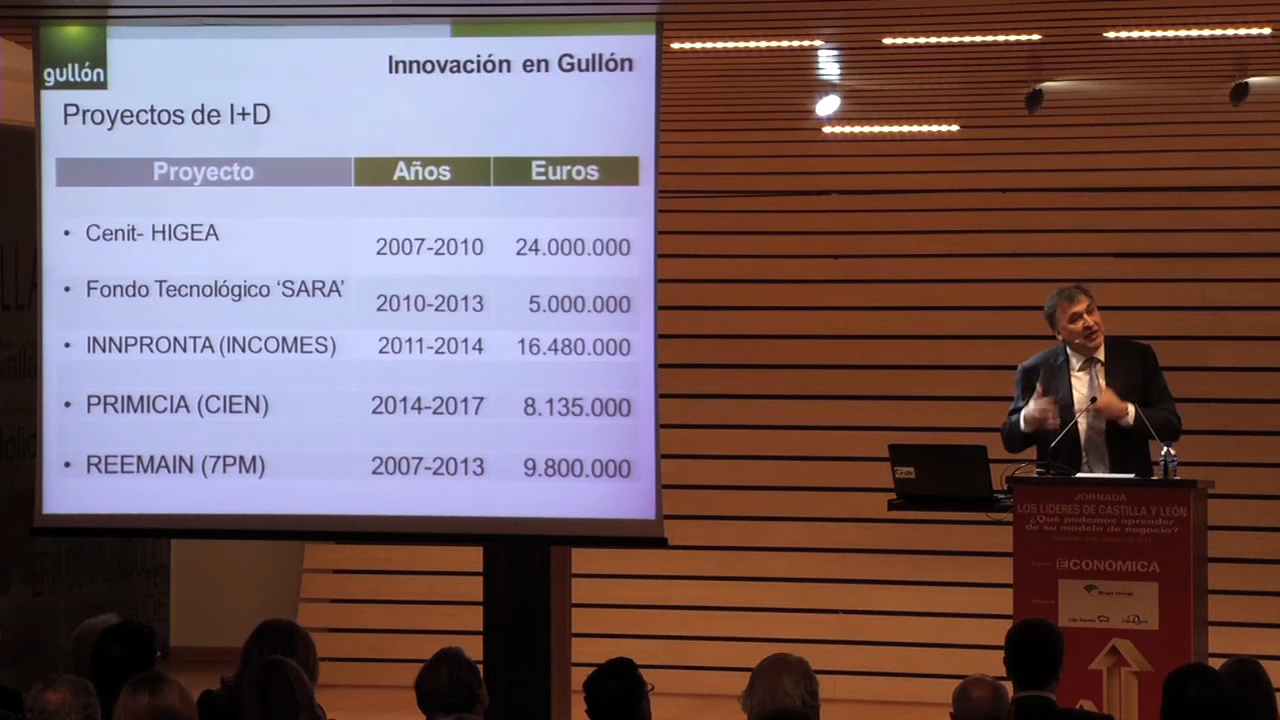 gullón
Innovación en Gullón
Proyectos de I+D
Proyecto Años Euros
• Cenit- HIGEA 2007-2010 24.000.000
• Fondo Tecnológico ‘SARA’ 2010-2013 5.000.000
• INNPRONTA (INCOMES) 2011-2014 16.480.000
• PRIMICIA (CIEN) 2014-2017 8.135.000
• REEMAIN (7PM) 2007-2013 9.800.000
JORNADA
LOS LÍDERES DE CASTILLA Y LEÓN
¿Qué podemos aprender
de su modelo de negocio?
ECONOMICA